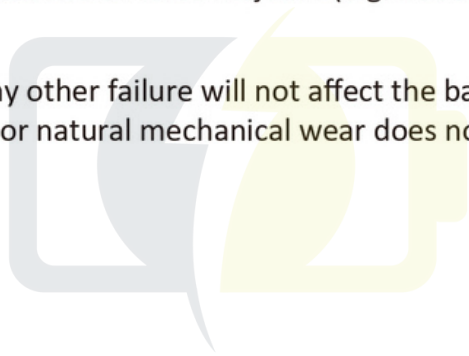 ny other failure will not affect the ba
or natural mechanical wear does no